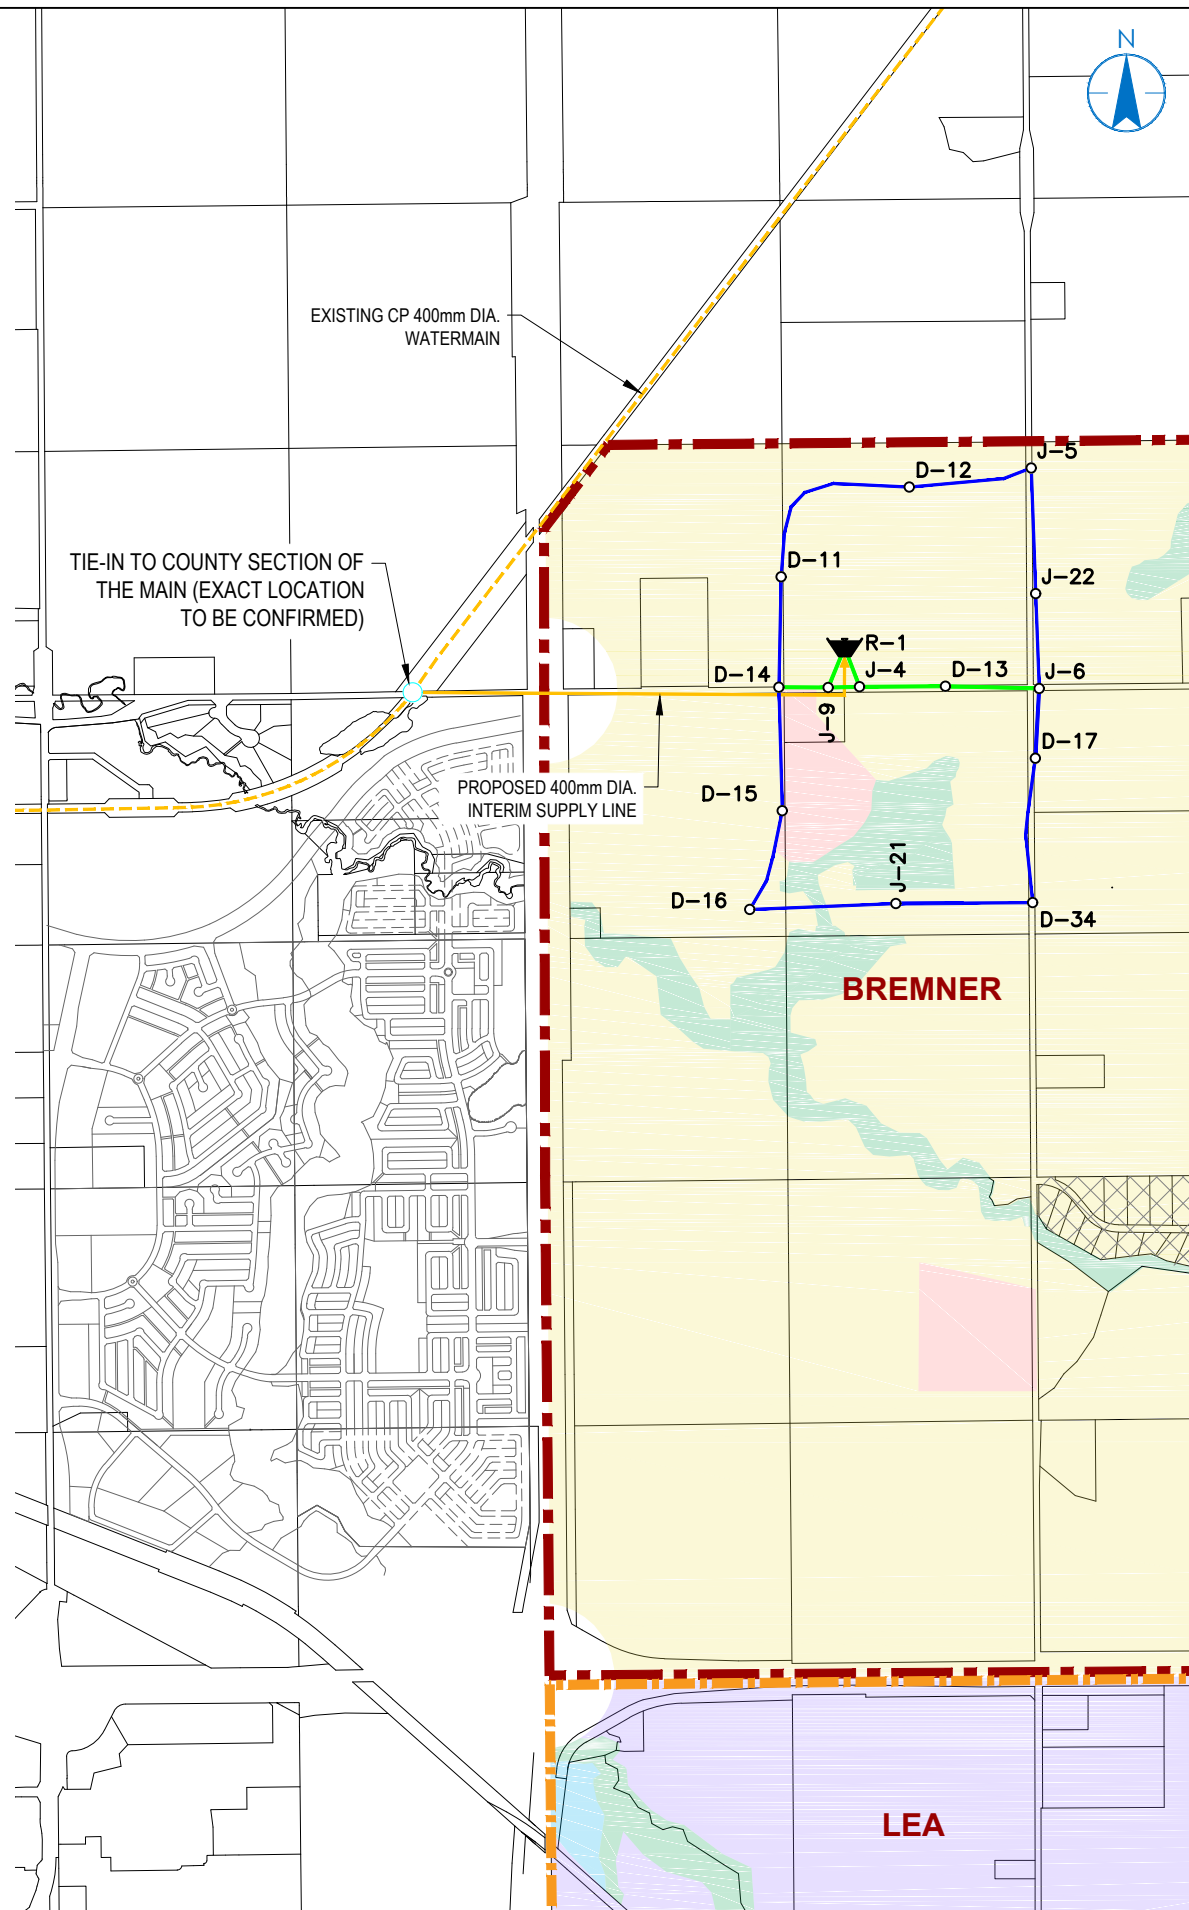 N
EXISTING CP 400mm DIA.
WATERMAIN
J-5
D-12
TIE-IN TO COUNTY SECTION OF
THE MAIN (EXACT LOCATION
TO BE CONFIRMED)
D-11
J-22
R-1
D-14
J-4
D-13
J-6
J-9
D-17
PROPOSED 400mm DIA.
INTERIM SUPPLY LINE
D-15
J-21
D-16
D-34
BREMNER
LEA